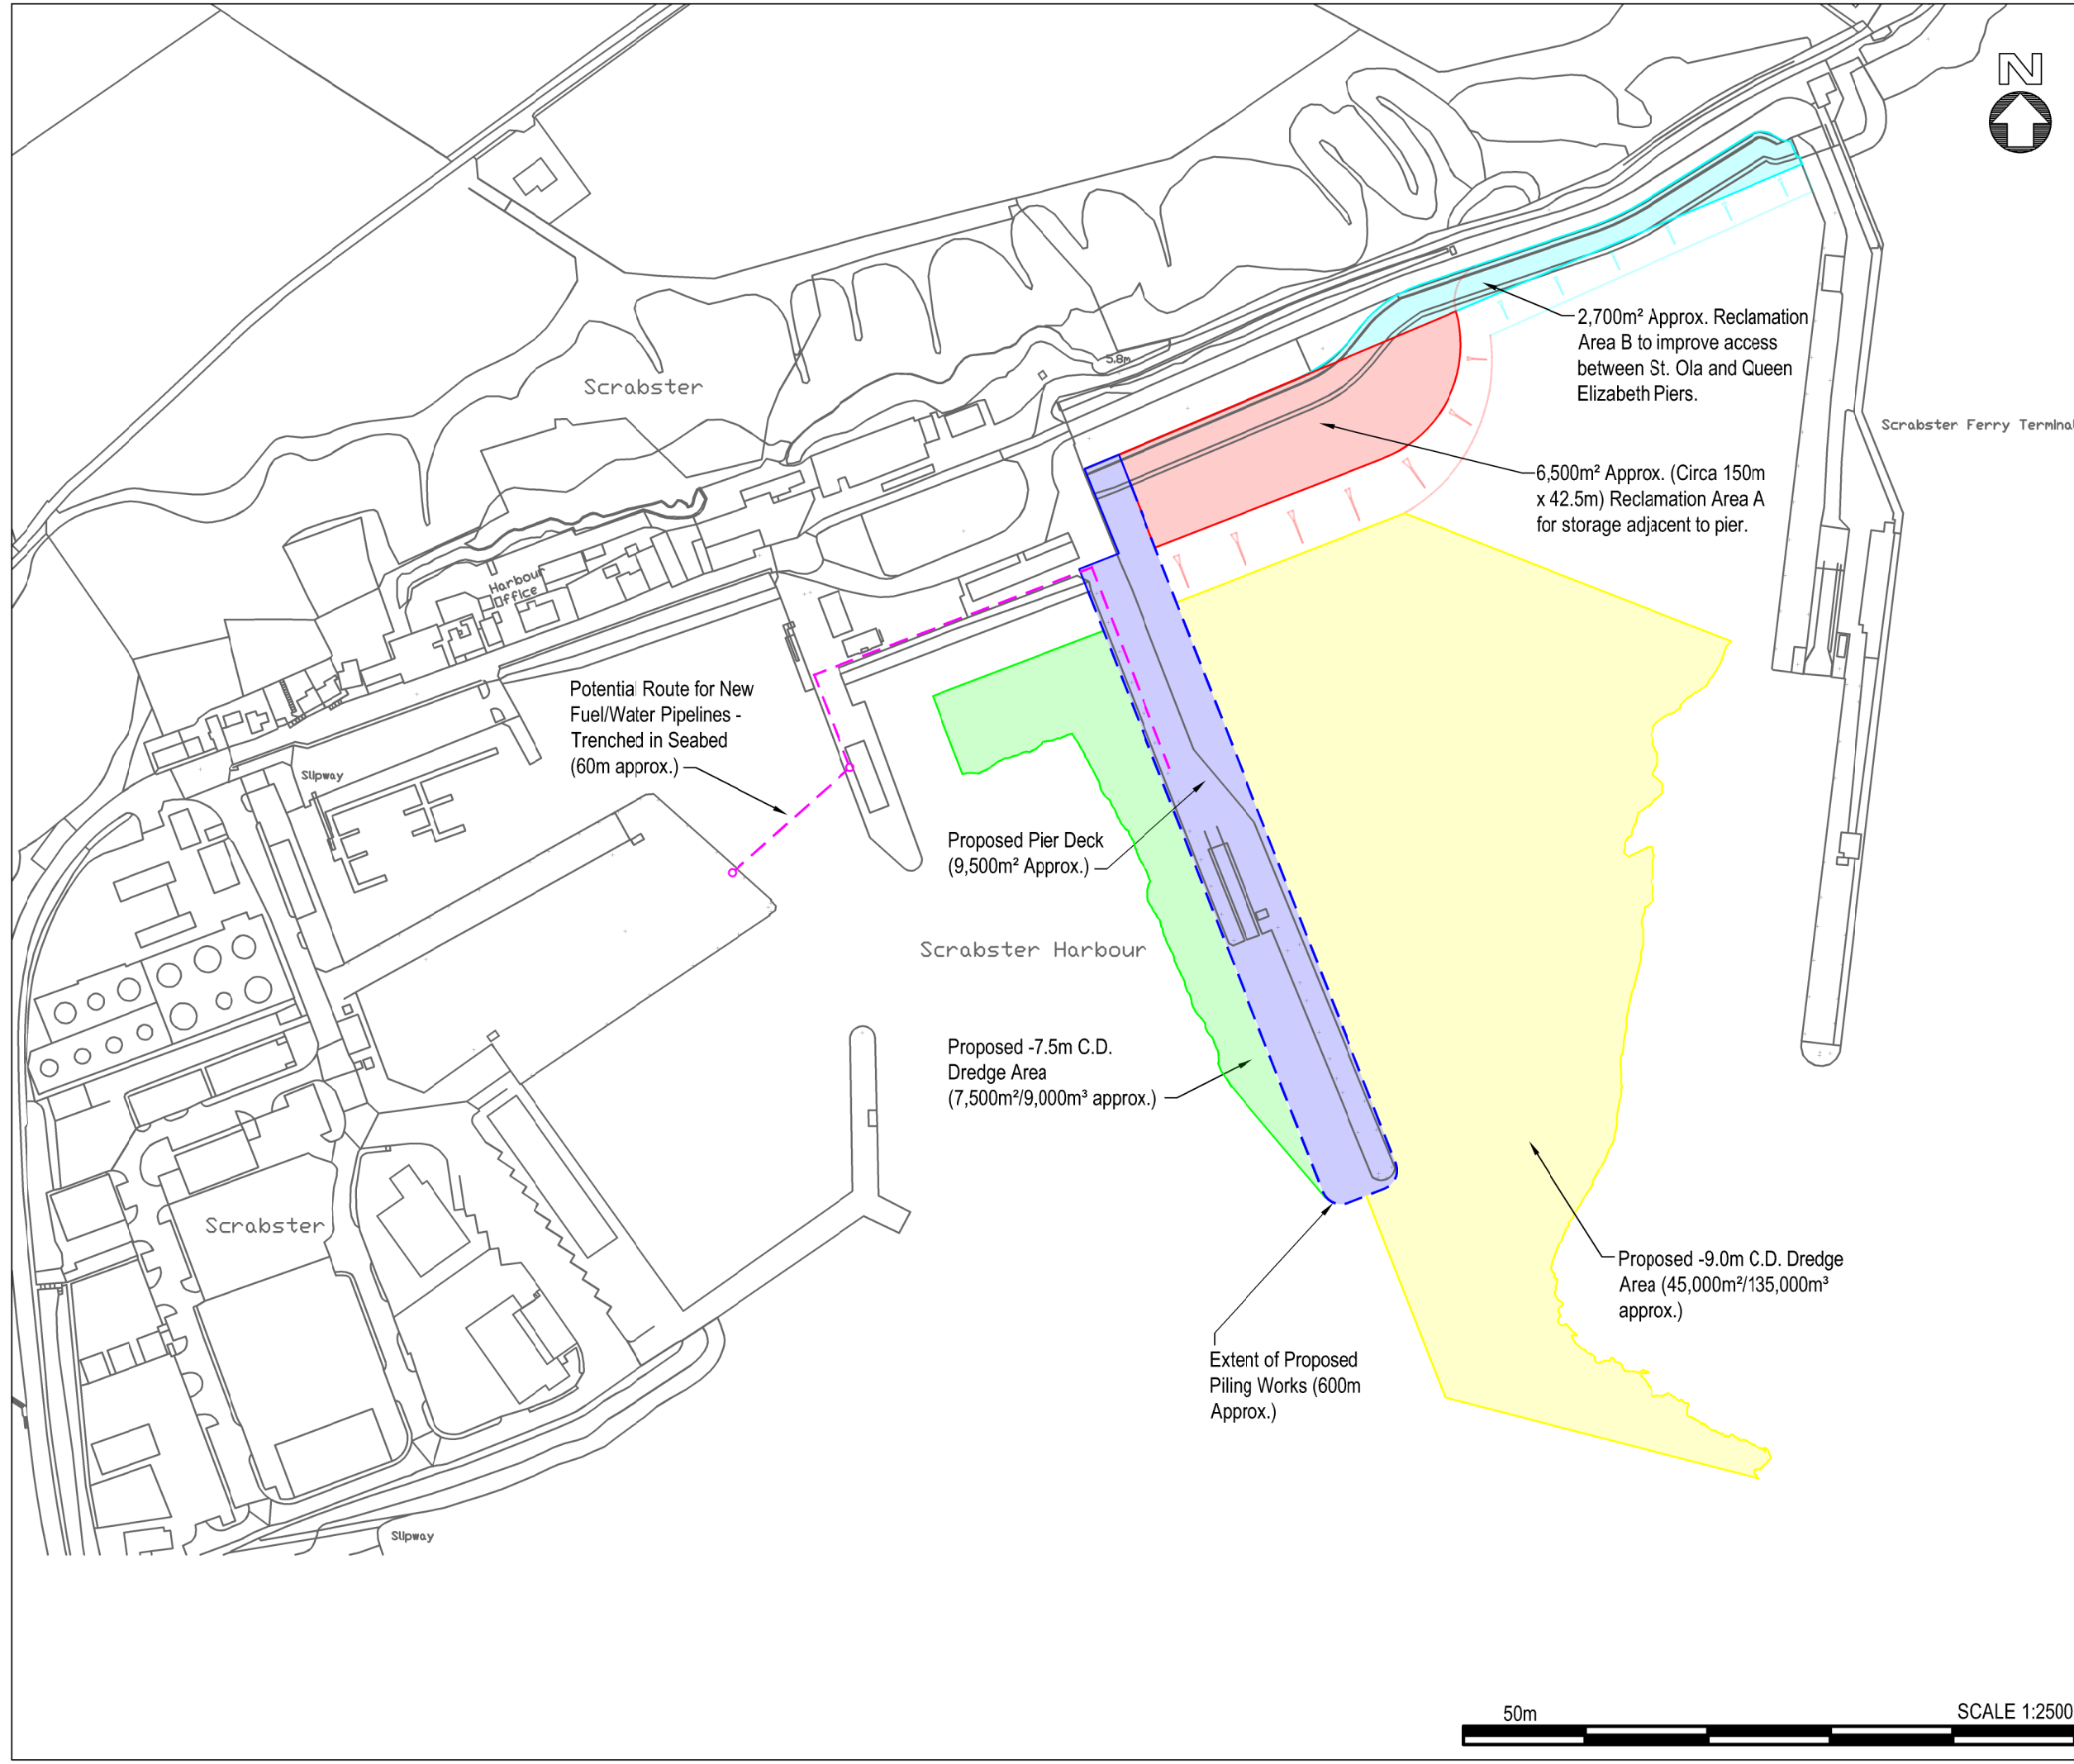 N
2,700m² Approx. Reclamation
Area B to improve access
between St. Ola and Queen
Elizabeth Piers.
5.8m
Scrabster
Scrabster Ferry Terminal
6,500m² Approx. (Circa 150m
x 42.5m) Reclamation Area A
for storage adjacent to pier.
Harbour
Office
Potential Route for New
Fuel/Water Pipelines -
Trenched in Seabed
(60m approx.)
Slipway
Proposed Pier Deck
(9,500m² Approx.)
Scrabster Harbour
Proposed -7.5m C.D.
Dredge Area
(7,500m²/9,000m³ approx.)
Scrabster
Proposed -9.0m C.D. Dredge
Area (45,000m²/135,000m³
approx.)
Extent of Proposed
Piling Works (600m
Approx.)
Slipway
50m
SCALE 1:2500